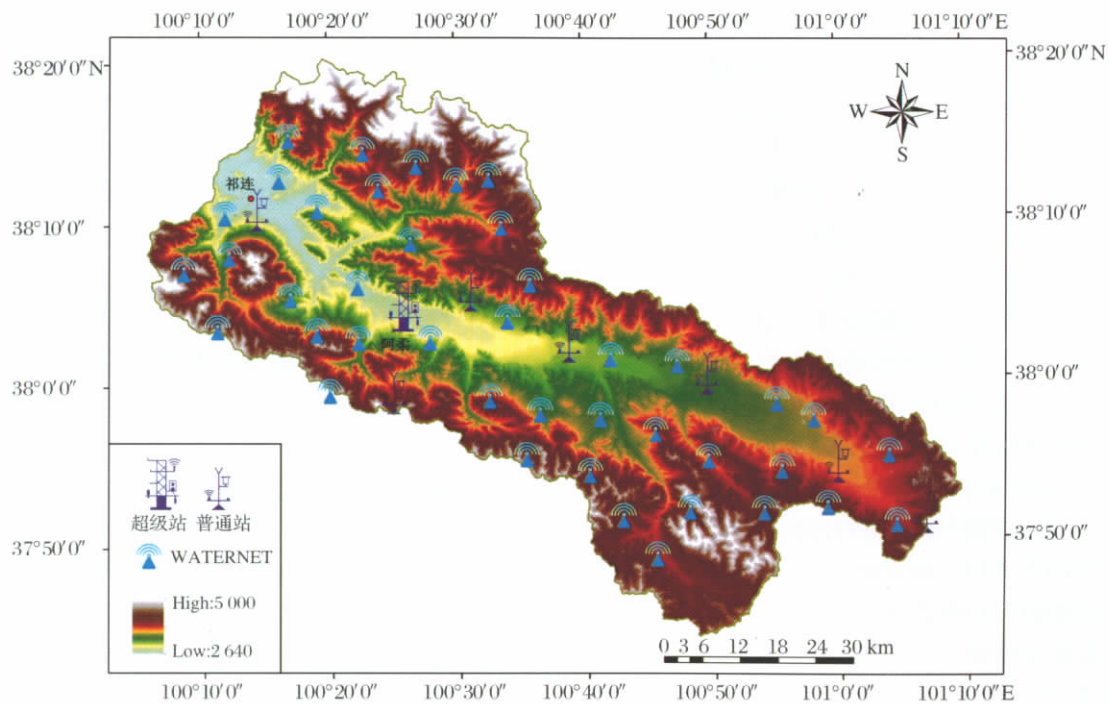 100°10′0″ 100°20′0″ 100°30′0″ 100°40′0″ 100°50′0″ 101°0′0″ 101°10′0″E
38°20′0″N 38°20′0″N
N
W E
S
祁连
38°10′0″ 38°10′0″
阿柔
38°0′0″ 38°0′0″
超级站 普通站
37°50′0″ 37°50′0″
WATERNET
High:5 000
Low:2 640
0 3 6 12 18 24 30 km
100°10′0″ 100°20′0″ 100°30′0″ 100°40′0″ 100°50′0″ 101°0′0″ 101°10′0″E